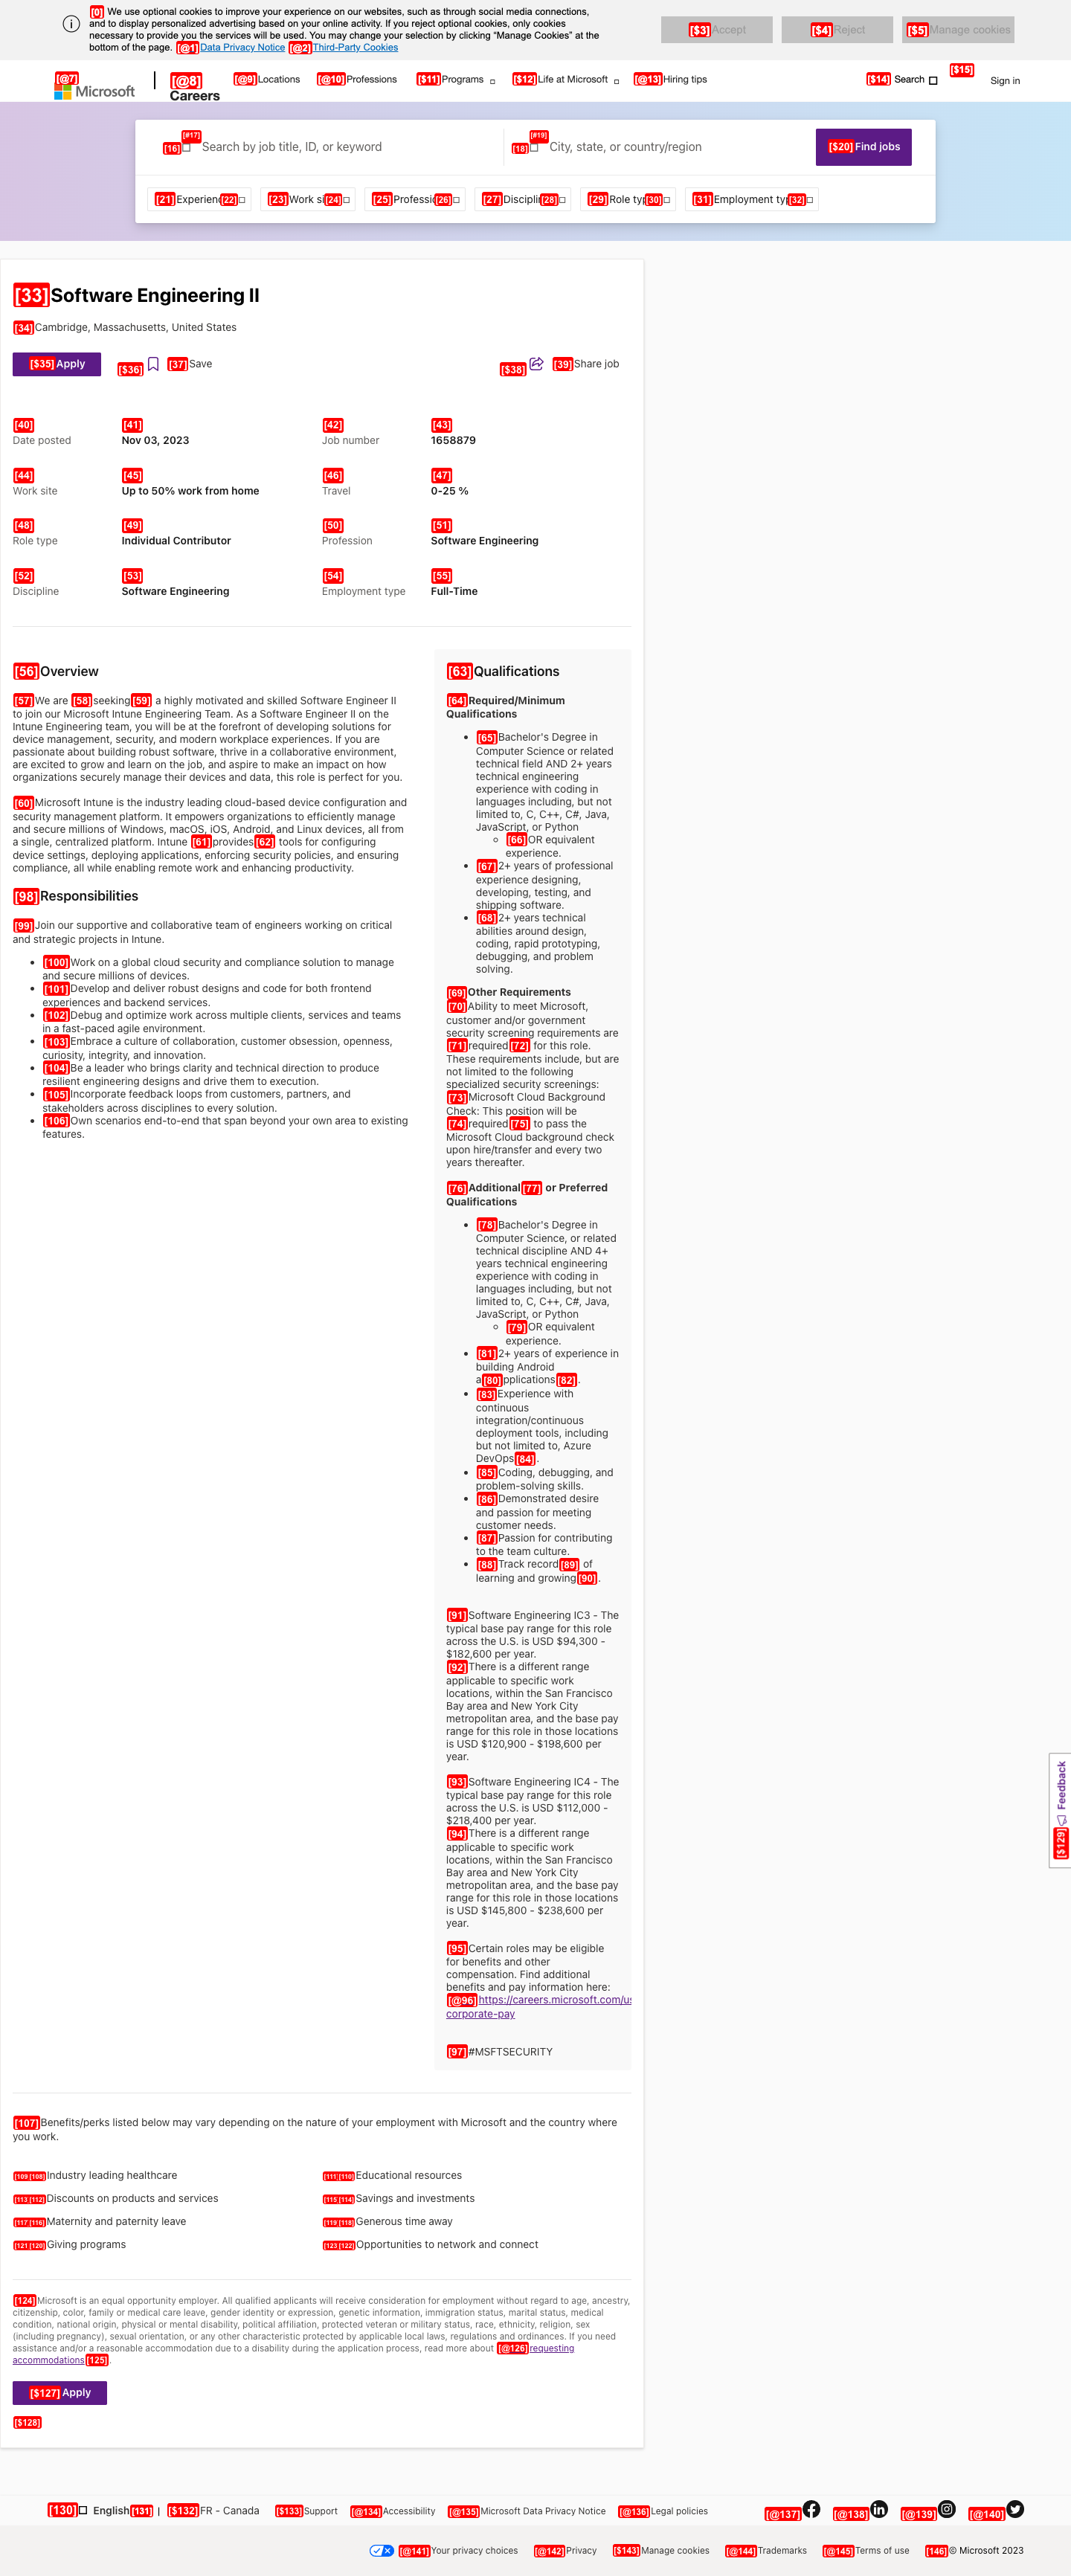 [0] We use optional cookies to improve your experience on our websites, such as through social media connections,
and to display personalized advertising based on your online activity. If you reject optional cookies, only cookies
necessary to provide you the services will be used. You may change your selection by clicking “Manage Cookies” at the
bottom of the page. [@1]Data Privacy Notice [@2]Third-Party Cookies
[$3]Accept [$4]Reject [$5]Manage cookies
[@7] Microsoft [@8] Careers [@9]Locations [@10]Professions [$11]Programs [$12]Life at Microsoft [@13]Hiring tips [$14] Search [$15] Sign in
[16] [#17] Search by job title, ID, or keyword [18] [#19] City, state, or country/region [$20]Find jobs
[21]Experienc[22] [23]Work si[24] [25]Professi[26] [27]Disciplin[28] [29]Role typ[30] [31]Employment typ[32]
[33]Software Engineering II
[34]Cambridge, Massachusetts, United States
[$35]Apply [$36] [37]Save [$38] [39]Share job
[40] [41] [42] [43]
Date posted Nov 03, 2023 Job number 1658879
[44] [45] [46] [47]
Work site Up to 50% work from home Travel 0-25 %
[48] [49] [50] [51]
Role type Individual Contributor Profession Software Engineering
[52] [53] [54] [55]
Discipline Software Engineering Employment type Full-Time
[56]Overview
[57]We are [58]seeking[59] a highly motivated and skilled Software Engineer II
to join our Microsoft Intune Engineering Team. As a Software Engineer II on the
Intune Engineering team, you will be at the forefront of developing solutions for
device management, security, and modern workplace experiences. If you are
passionate about building robust software, thrive in a collaborative environment,
are excited to grow and learn on the job, and aspire to make an impact on how
organizations securely manage their devices and data, this role is perfect for you.
[60]Microsoft Intune is the industry leading cloud-based device configuration and
security management platform. It empowers organizations to efficiently manage
and secure millions of Windows, macOS, iOS, Android, and Linux devices, all from
a single, centralized platform. Intune [61]provides[62] tools for configuring
device settings, deploying applications, enforcing security policies, and ensuring
compliance, all while enabling remote work and enhancing productivity.
[98]Responsibilities
[99]Join our supportive and collaborative team of engineers working on critical
and strategic projects in Intune.
[100]Work on a global cloud security and compliance solution to manage
and secure millions of devices.
[101]Develop and deliver robust designs and code for both frontend
experiences and backend services.
[102]Debug and optimize work across multiple clients, services and teams
in a fast-paced agile environment.
[103]Embrace a culture of collaboration, customer obsession, openness,
curiosity, integrity, and innovation.
[104]Be a leader who brings clarity and technical direction to produce
resilient engineering designs and drive them to execution.
[105]Incorporate feedback loops from customers, partners, and
stakeholders across disciplines to every solution.
[106]Own scenarios end-to-end that span beyond your own area to existing
features.
[63]Qualifications
[64]Required/Minimum
Qualifications
[65]Bachelor's Degree in
Computer Science or related
technical field AND 2+ years
technical engineering
experience with coding in
languages including, but not
limited to, C, C++, C#, Java,
JavaScript, or Python
[66]OR equivalent
experience.
[67]2+ years of professional
experience designing,
developing, testing, and
shipping software.
[68]2+ years technical
abilities around design,
coding, rapid prototyping,
debugging, and problem
solving.
[69]Other Requirements
[70]Ability to meet Microsoft,
customer and/or government
security screening requirements are
[71]required[72] for this role.
These requirements include, but are
not limited to the following
specialized security screenings:
[73]Microsoft Cloud Background
Check: This position will be
[74]required[75] to pass the
Microsoft Cloud background check
upon hire/transfer and every two
years thereafter.
[76]Additional[77] or Preferred
Qualifications
[78]Bachelor's Degree in
Computer Science, or related
technical discipline AND 4+
years technical engineering
experience with coding in
languages including, but not
limited to, C, C++, C#, Java,
JavaScript, or Python
[79]OR equivalent
experience.
[81]2+ years of experience in
building Android
a[80]pplications[82].
[83]Experience with
continuous
integration/continuous
deployment tools, including
but not limited to, Azure
DevOps[84].
[85]Coding, debugging, and
problem-solving skills.
[86]Demonstrated desire
and passion for meeting
customer needs.
[87]Passion for contributing
to the team culture.
[88]Track record[89] of
learning and growing[90].
[91]Software Engineering IC3 - The
typical base pay range for this role
across the U.S. is USD $94,300 -
$182,600 per year.
[92]There is a different range
applicable to specific work
locations, within the San Francisco
Bay area and New York City
metropolitan area, and the base pay
range for this role in those locations
is USD $120,900 - $198,600 per
year.
[93]Software Engineering IC4 - The
typical base pay range for this role
across the U.S. is USD $112,000 -
$218,400 per year.
[94]There is a different range
applicable to specific work
locations, within the San Francisco
Bay area and New York City
metropolitan area, and the base pay
range for this role in those locations
is USD $145,800 - $238,600 per
year.
[95]Certain roles may be eligible
for benefits and other
compensation. Find additional
benefits and pay information here:
[@96]https://careers.microsoft.com/us
corporate-pay
[97]#MSFTSECURITY
[$129] Feedback
[107]Benefits/perks listed below may vary depending on the nature of your employment with Microsoft and the country where
you work.
[109][108]Industry leading healthcare [111][110]Educational resources
[113][112]Discounts on products and services [115][114]Savings and investments
[117][116]Maternity and paternity leave [119][118]Generous time away
[121][120]Giving programs [123][122]Opportunities to network and connect
[124]Microsoft is an equal opportunity employer. All qualified applicants will receive consideration for employment without regard to age, ancestry,
citizenship, color, family or medical care leave, gender identity or expression, genetic information, immigration status, marital status, medical
condition, national origin, physical or mental disability, political affiliation, protected veteran or military status, race, ethnicity, religion, sex
(including pregnancy), sexual orientation, or any other characteristic protected by applicable local laws, regulations and ordinances. If you need
assistance and/or a reasonable accommodation due to a disability during the application process, read more about [@126]requesting
accommodations[125].
[$127]Apply
[$128]
[130] English[131] | [$132]FR - Canada [$133]Support [@134]Accessibility [@135]Microsoft Data Privacy Notice [@136]Legal policies [@137] [@138] [@139] [@140]
[@141]Your privacy choices [@142]Privacy [$143]Manage cookies [@144]Trademarks [@145]Terms of use [146]© Microsoft 2023